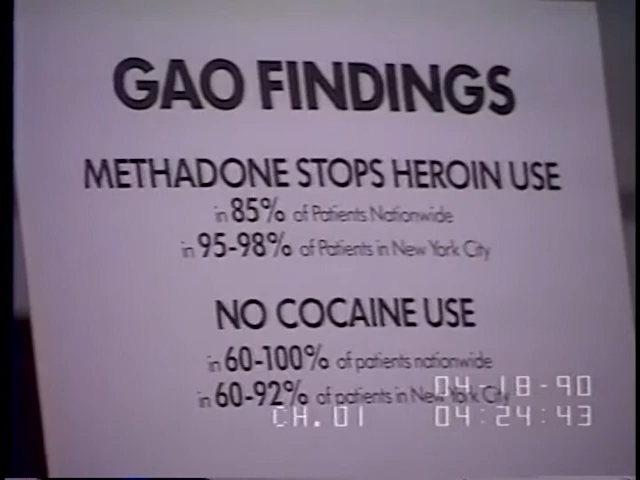 GAO FINDINGS
METHADONE STOPS HEROIN USE
in 85% of Patients Nationwide
in 95-98% of Patients in New York City
NO COCAINE USE
in 60-100% of patients nationwide
in 60-92% of patients in New York City
04-18-90
CH.01 04:24:43